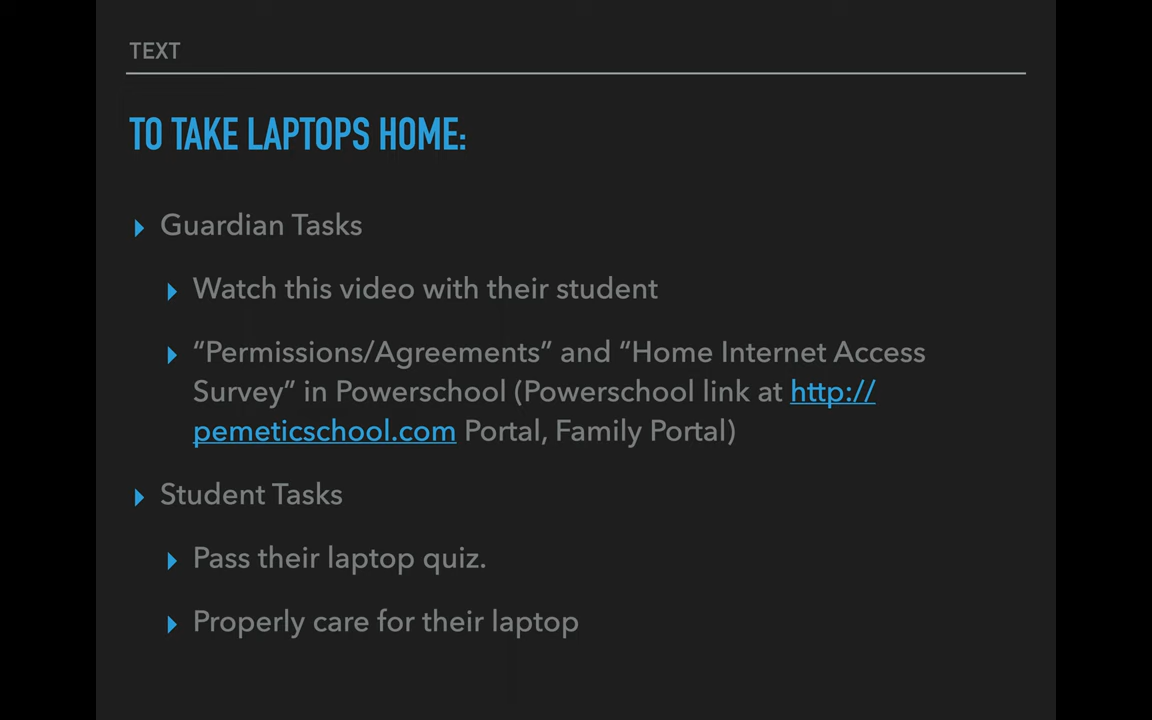 TEXT
TO TAKE LAPTOPS HOME:
Guardian Tasks
Watch this video with their student
“Permissions/Agreements” and “Home Internet Access
Survey” in Powerschool (Powerschool link at http://
pemeticschool.com Portal, Family Portal)
Student Tasks
Pass their laptop quiz.
Properly care for their laptop